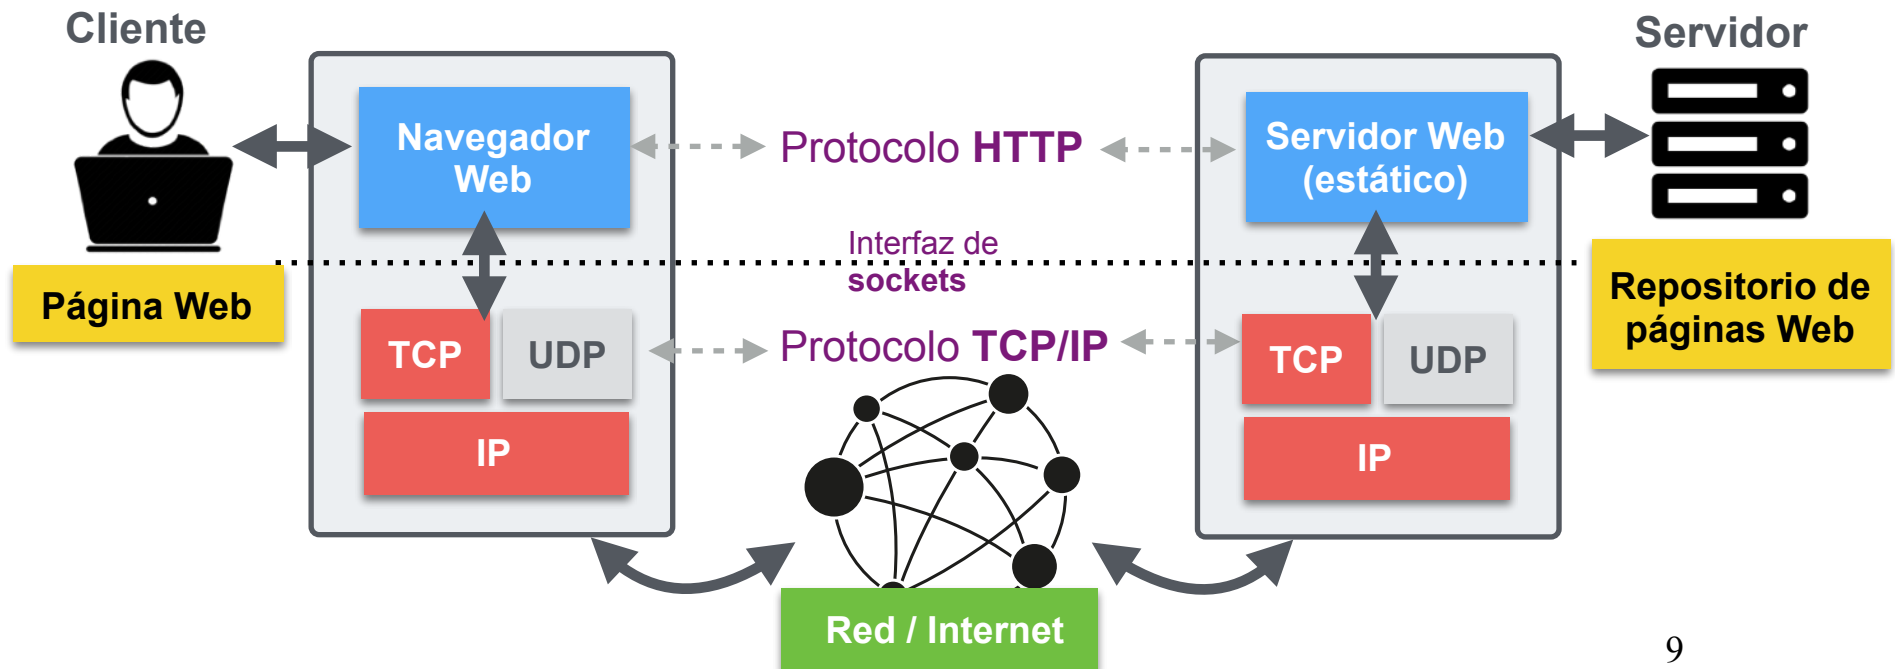 Cliente
Servidor
Navegador
Web
Protocolo HTTP
Servidor Web
(estático)
Interfaz de
sockets
Página Web
Repositorio de
páginas Web
TCP
UDP
Protocolo TCP/IP
TCP
UDP
IP
IP
Red / Internet
9